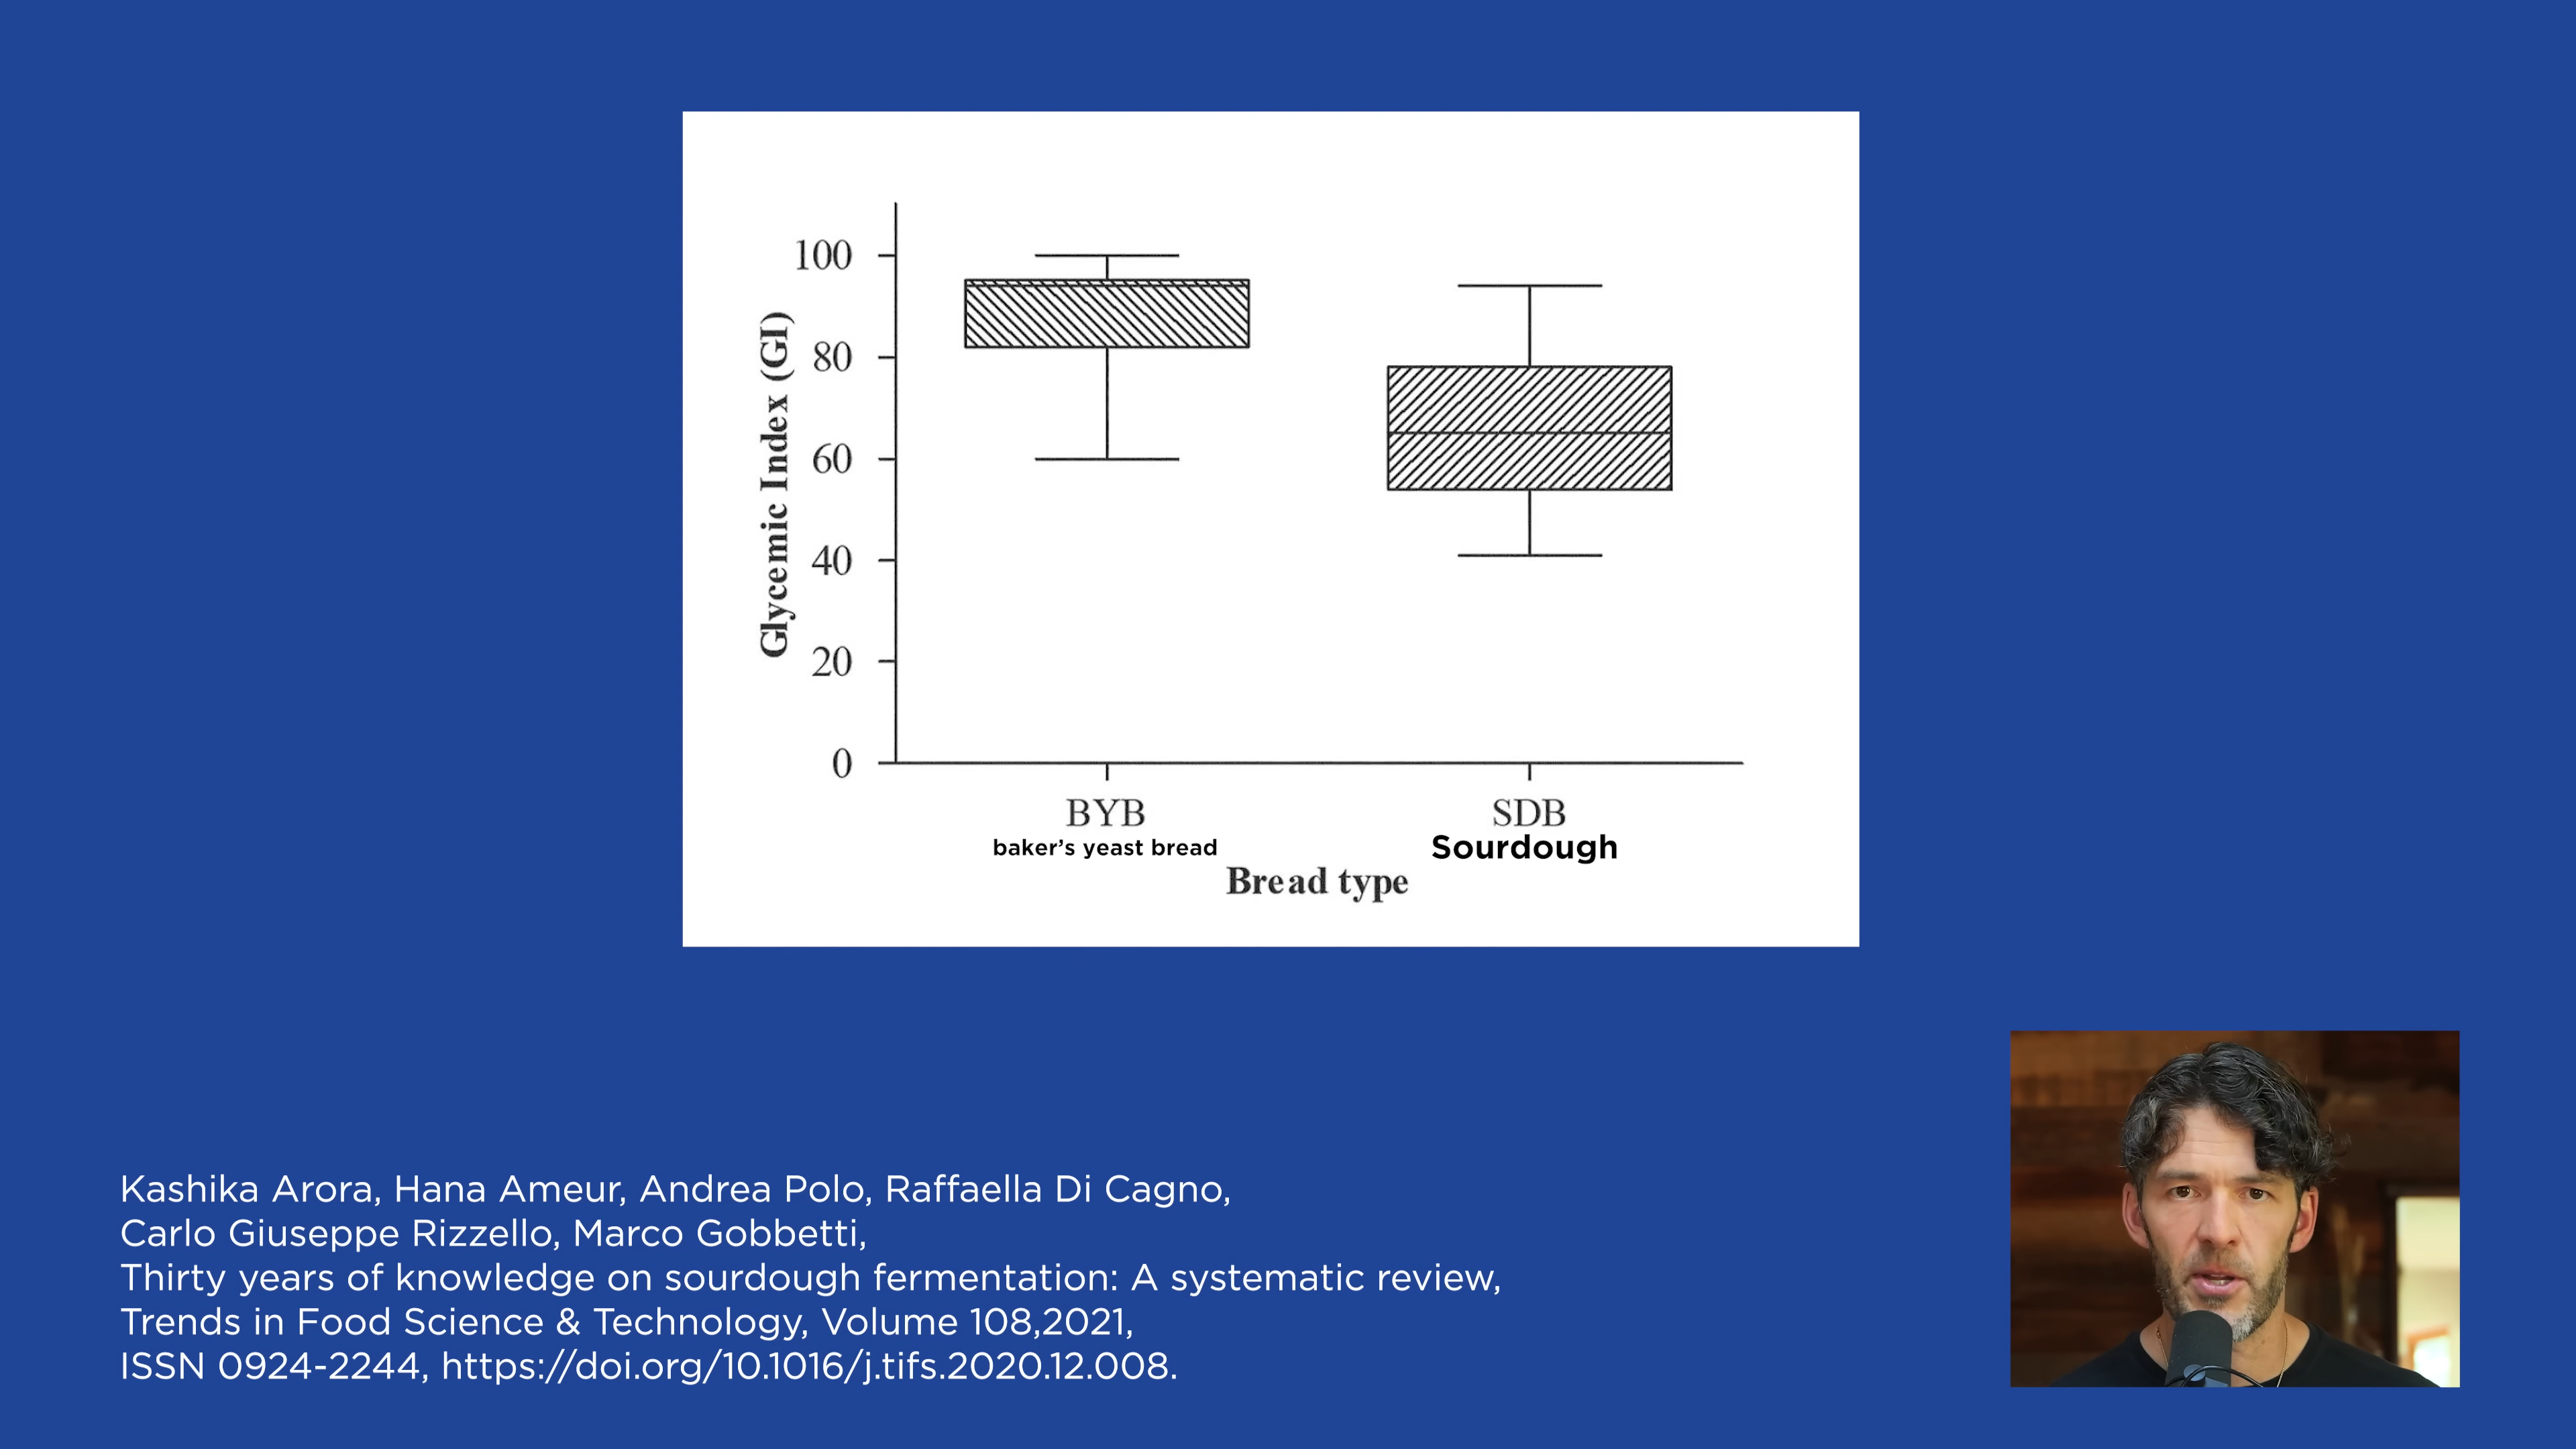 Glycemic Index (GI)
100
80
60
40
20
0
BYB
SDB
baker's yeast bread
Sourdough
Bread type
Kashika Arora, Hana Ameur, Andrea Polo, Raffaella Di Cagno,
Carlo Giuseppe Rizzello, Marco Gobbetti,
Thirty years of knowledge on sourdough fermentation: A systematic review,
Trends in Food Science & Technology, Volume 108,2021,
ISSN 0924-2244, https://doi.org/10.1016/j.tifs.2020.12.008.